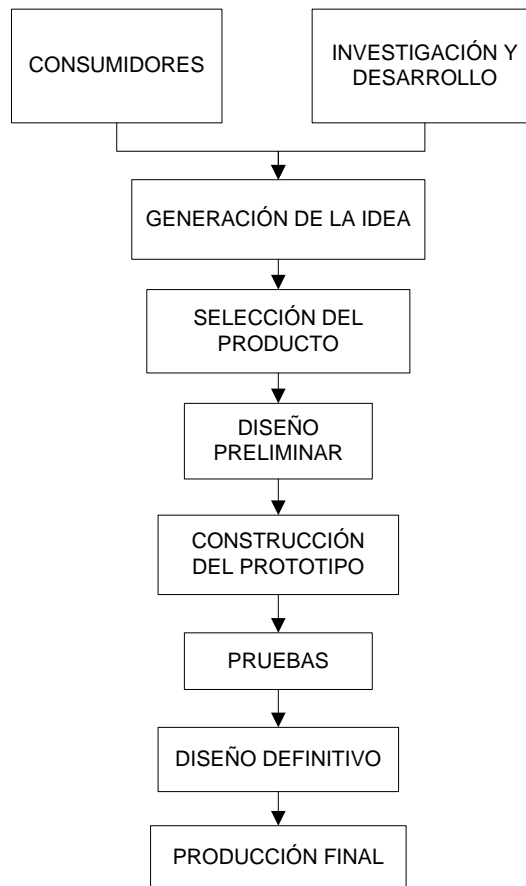 CONSUMIDORES
INVESTIGACIÓN Y
DESARROLLO
GENERACIÓN DE LA IDEA
SELECCIÓN DEL
PRODUCTO
DISEÑO
PRELIMINAR
CONSTRUCCIÓN
DEL PROTOTIPO
PRUEBAS
DISEÑO DEFINITIVO
PRODUCCIÓN FINAL